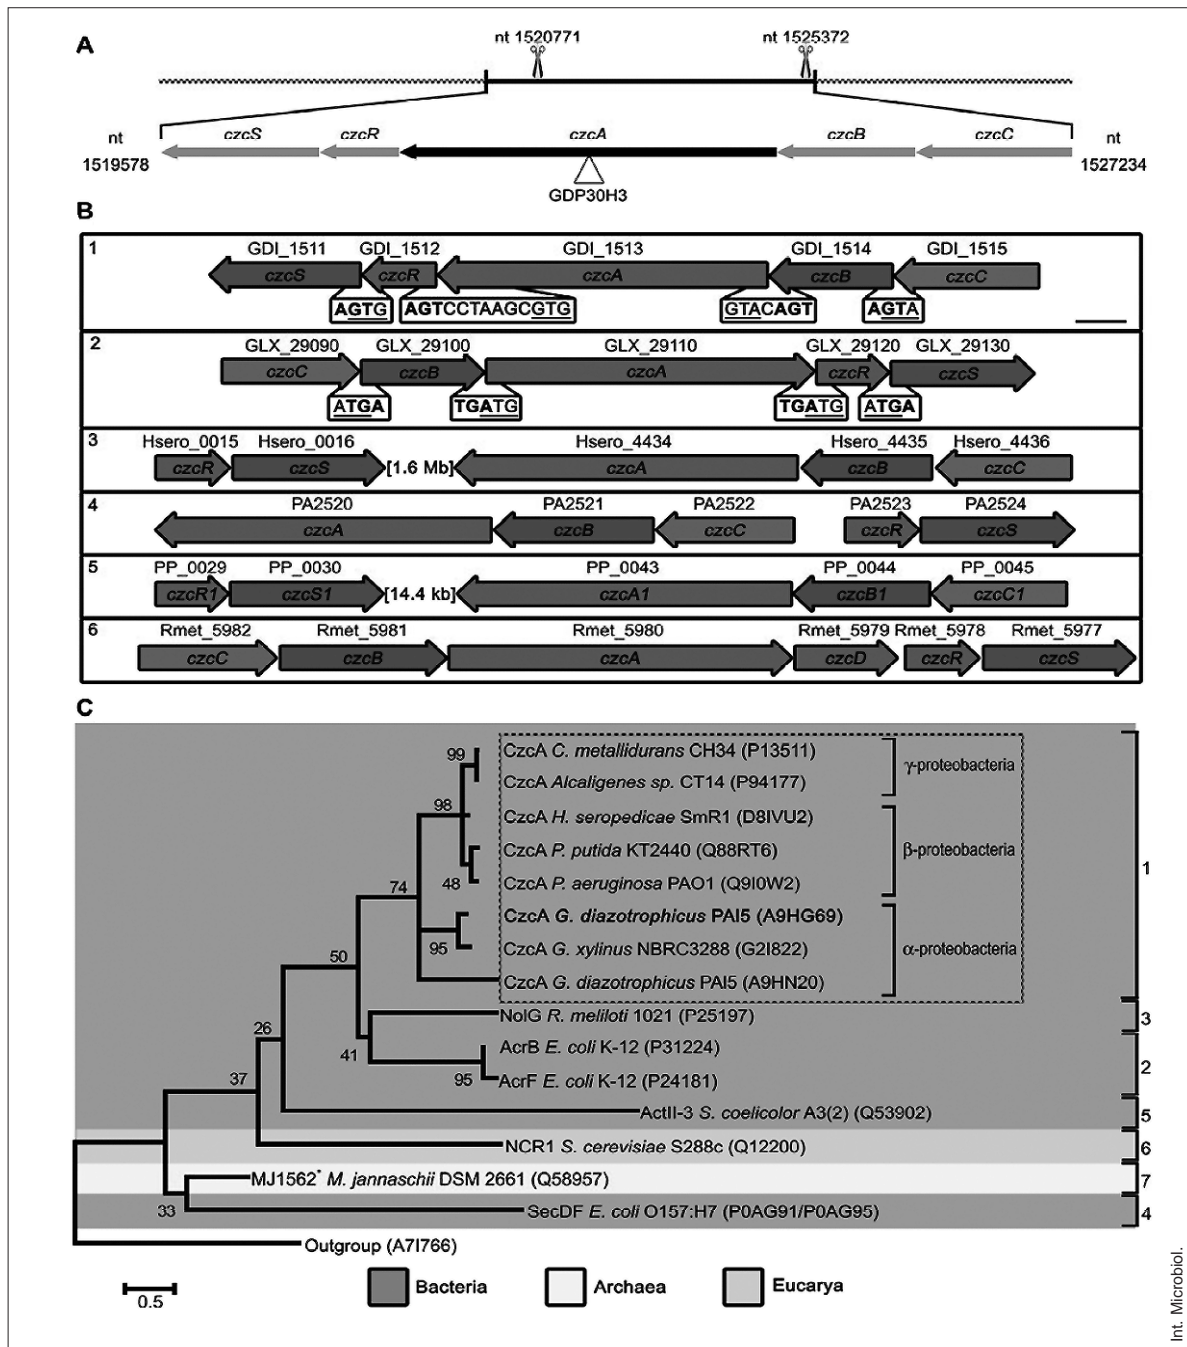 A
nt 1520771 nt 1525372
czcS czcR czcA czcB czcC
nt 1519578
nt 1527234
GDP30H3
B
1
GDI_1511 GDI_1512 GDI_1513 GDI_1514 GDI_1515
czcS czcR czcA czcB czcC
AGTG AGTCCTAAGCGTG GTACAGT AGTA
2
GLX_29090 GLX_29100 GLX_29110 GLX_29120 GLX_29130
czcC czcB czcA czcR czcS
ATGA TGATG TGATG ATGA
3
Hsero_0015 Hsero_0016 Hsero_4434 Hsero_4435 Hsero_4436
czcR czcS [1.6 Mb] czcA czcB czcC
4
PA2520 PA2521 PA2522 PA2523 PA2524
czcA czcB czcC czcR czcS
5
PP_0029 PP_0030 PP_0043 PP_0044 PP_0045
czcR1 czcS1 [14.4 kb] czcA1 czcB1 czcC1
6
Rmet_5982 Rmet_5981 Rmet_5980 Rmet_5979 Rmet_5978 Rmet_5977
czcC czcB czcA czcD czcR czcS
C
99 CzcA C. metallidurans CH34 (P13511)
γ-proteobacteria
CzcA Alcaligenes sp. CT14 (P94177)
98
CzcA H. seropedicae SmR1 (D8IVU2)
CzcA P. putida KT2440 (Q88RT6)
β-proteobacteria
1
48 CzcA P. aeruginosa PAO1 (Q9I0W2)
74
CzcA G. diazotrophicus PAI5 (A9HG69)
95 CzcA G. xylinus NBRC3288 (G2I822)
α-proteobacteria
50
CzcA G. diazotrophicus PAI5 (A9HN20)
NolG R. meliloti 1021 (P25197) 3
26
41
AcrB E. coli K-12 (P31224)
2
37
95 AcrF E. coli K-12 (P24181)
ActII-3 S. coelicolor A3(2) (Q53902) 5
NCR1 S. cerevisiae S288c (Q12200) 6
MJ1562* M. jannaschii DSM 2661 (Q58957) 7
33 SecDF E. coli O157:H7 (P0AG91/P0AG95) 4
Outgroup (A7I766)
0.5
Bacteria Archaea Eucarya
Int. Microbiol.